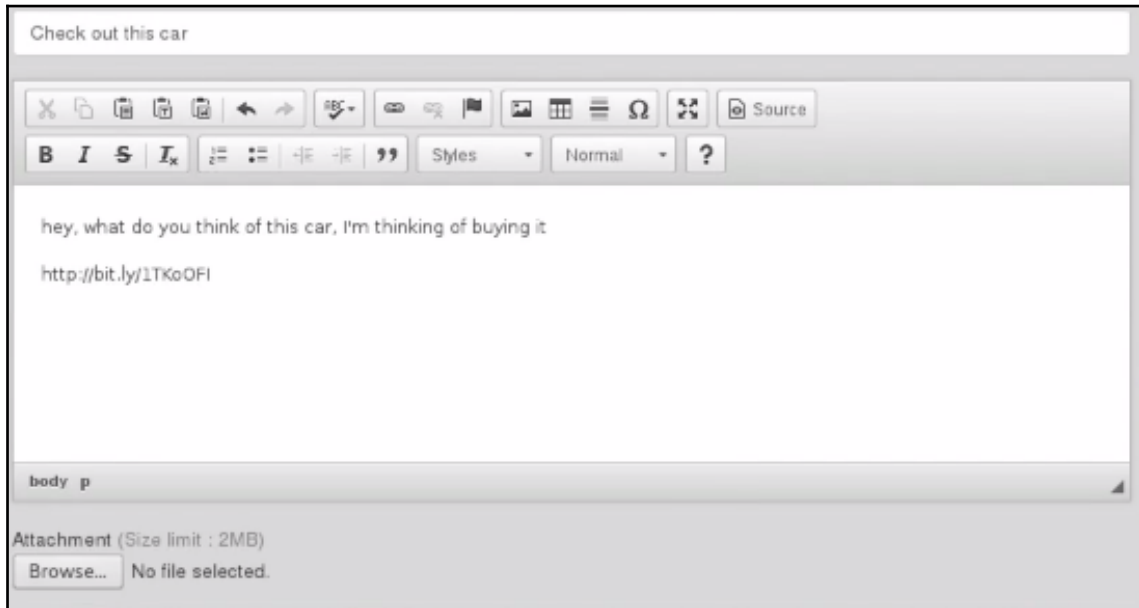 Check out this car
ABC
Ω
Source
B I S Ix
Styles
Normal
?
hey, what do you think of this car, I'm thinking of buying it
http://bit.ly/1TKoOFI
body p
Attachment (Size limit : 2MB)
Browse... No file selected.